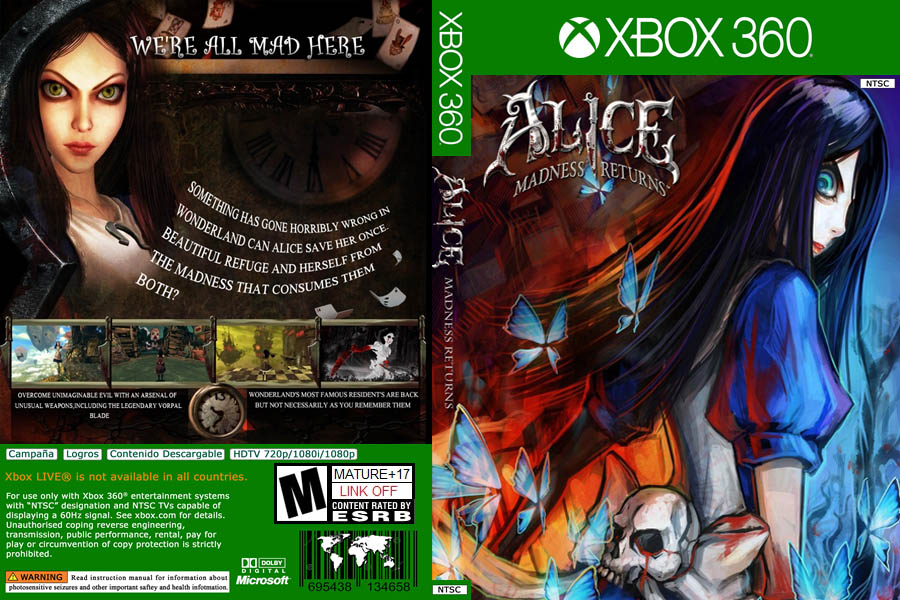 WE'RE ALL MAD HERE
SOMETHING HAS GONE HORRIBLY WRONG IN
WONDERLAND CAN ALICE SAVE HER ONCE.
BEAUTIFUL REFUGE AND HERSELF FROM
THE MADNESS THAT CONSUMES THEM
BOTH?
OVERCOME UNIMAGINABLE EVIL WITH AN ARSENAL OF
UNUSUAL WEAPONS,INCLUDING THE LEGENDARY VORPAL
BLADE
WONDERLAND'S MOST FAMOUS RESIDENT'S ARE BACK
BUT NOT NECESSARILY AS YOU REMEMBER THEM
Campaña Logros Contenido Descargable HDTV 720p/1080i/1080p
Xbox LIVE® is not available in all countries.
For use only with Xbox 360® entertainment systems
with "NTSC" designation and NTSC TVs capable of
displaying a 60Hz signal. See xbox.com for details.
Unauthorised coping reverse engineering,
transmission, public performance, rental, pay for
play or circumvention of copy protection is strictly
prohibited.
WARNING Read instruction manual for information about
photosensitive seizures and other important saftey and health infotmation.
M
MATURE+17
LINK OFF
CONTENT RATED BY
ESRB
DOLBY
DIGITAL
Microsoft
695438 134658
XBOX 360
ALICE
MADNESS RETURNS
NTSC
XBOX 360
NTSC
ALICE
MADNESS RETURNS